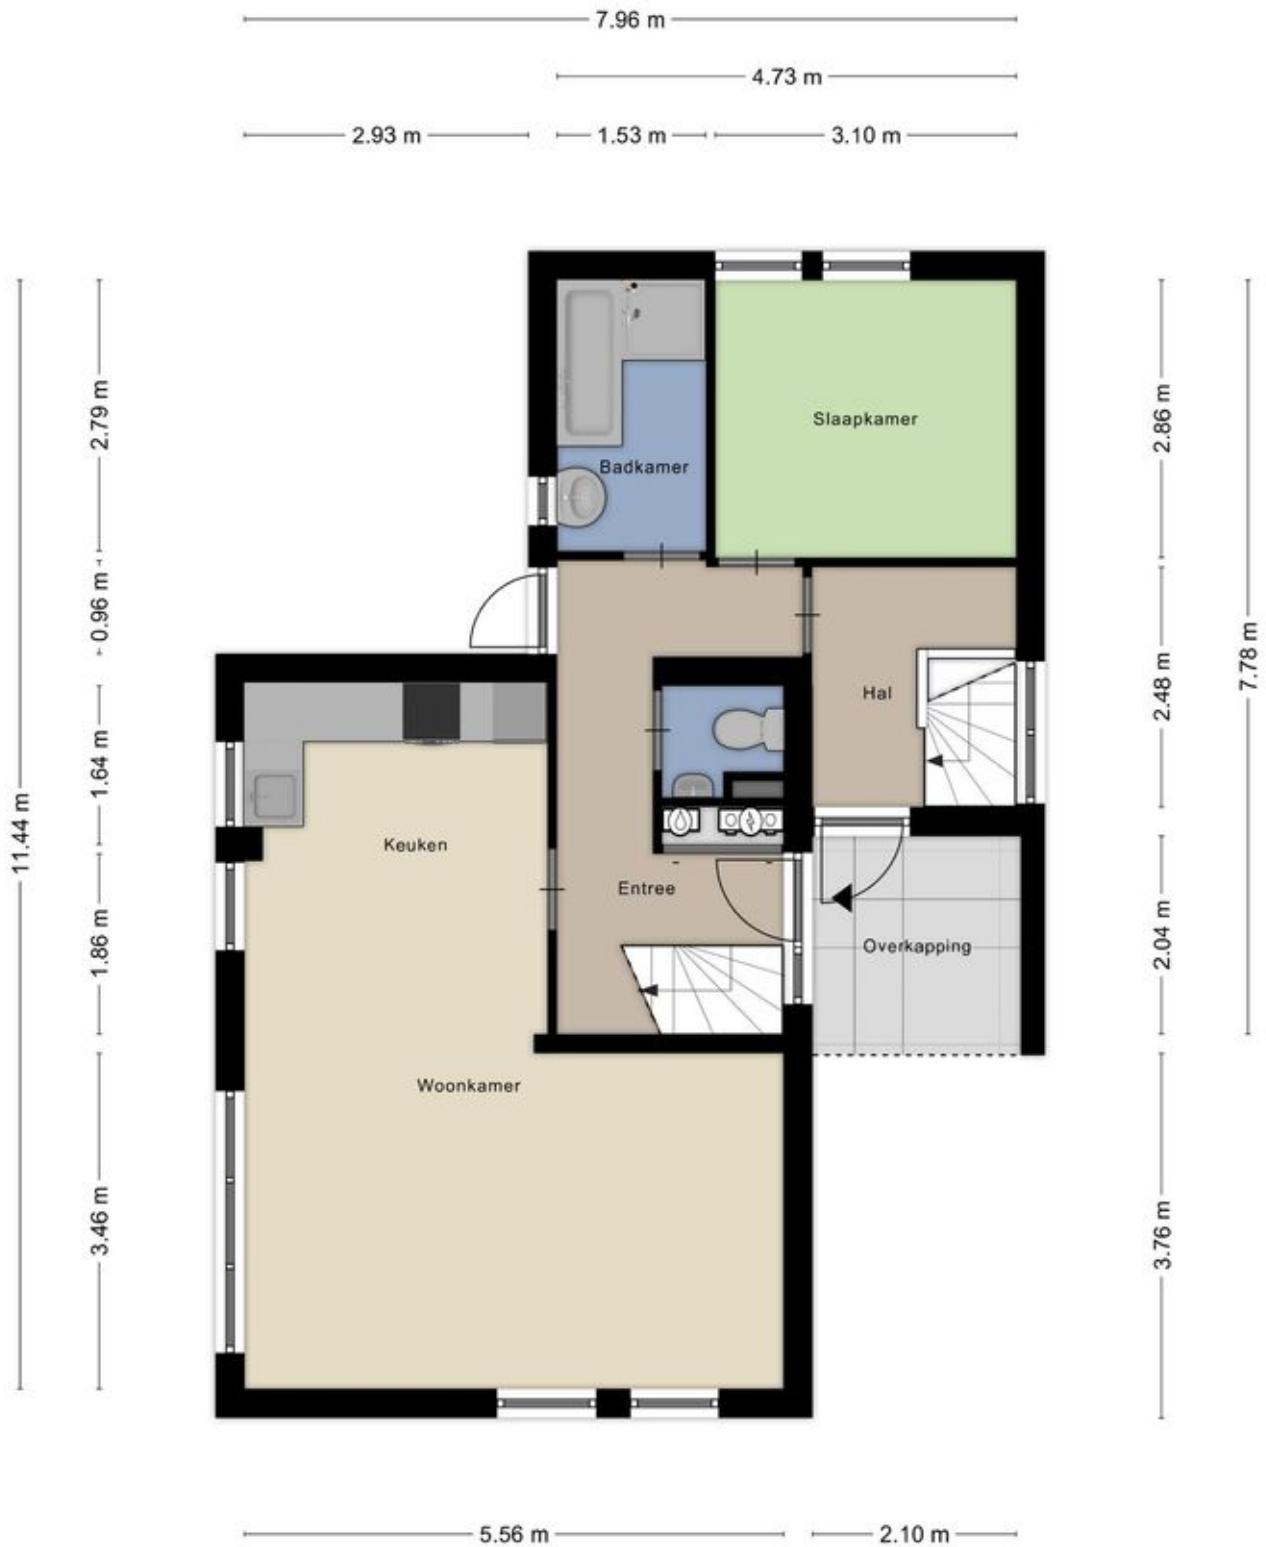 7.96 m
4.73 m
2.93 m
1.53 m
3.10 m
11.44 m
2.79 m
0.96 m
1.64 m
1.86 m
3.46 m
Slaapkamer
Badkamer
Hal
Keuken
Entree
Overkapping
Woonkamer
2.86 m
2.48 m
2.04 m
3.76 m
7.78 m
5.56 m
2.10 m